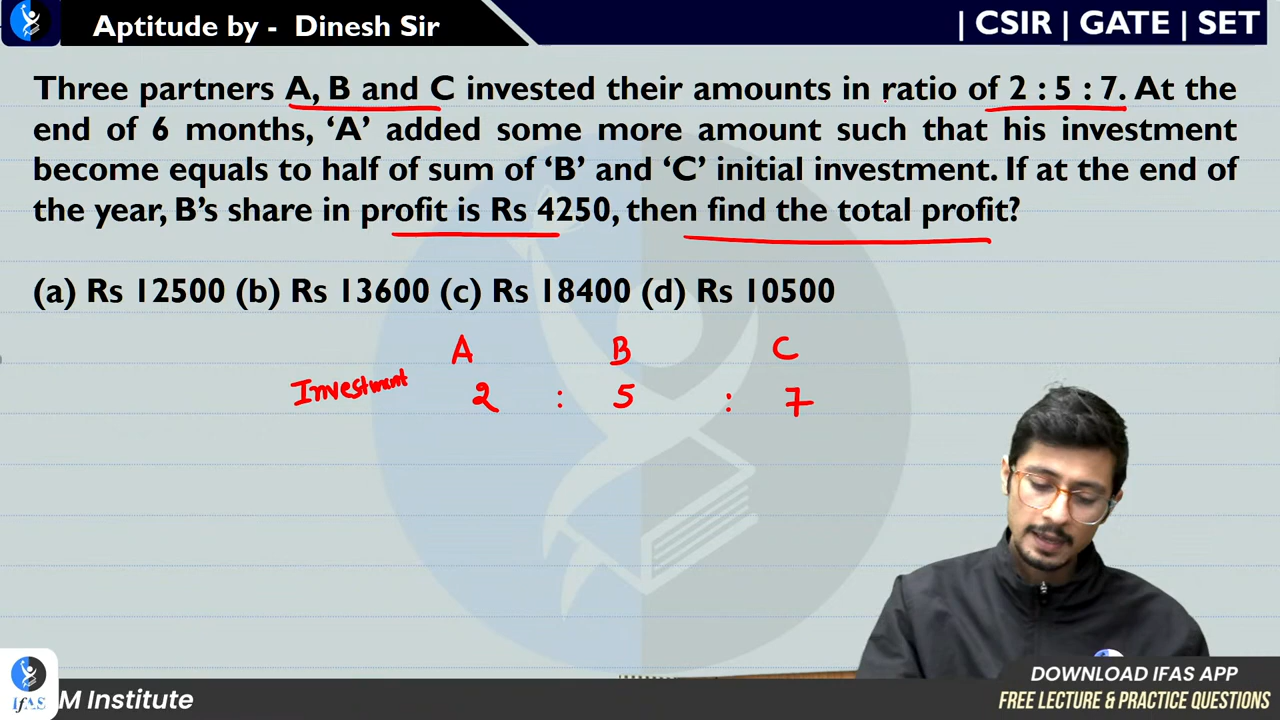 Aptitude by - Dinesh Sir
| CSIR | GATE | SET
Three partners A, B and C invested their amounts in ratio of 2 : 5 : 7. At the
end of 6 months, ‘A’ added some more amount such that his investment
become equals to half of sum of ‘B’ and ‘C’ initial investment. If at the end of
the year, B’s share in profit is Rs 4250, then find the total profit?
(a) Rs 12500 (b) Rs 13600 (c) Rs 18400 (d) Rs 10500
A B C
Investment 2 : 5 : 7
DOWNLOAD IFAS APP
FREE LECTURE & PRACTICE QUESTIONS
IFAS
M Institute